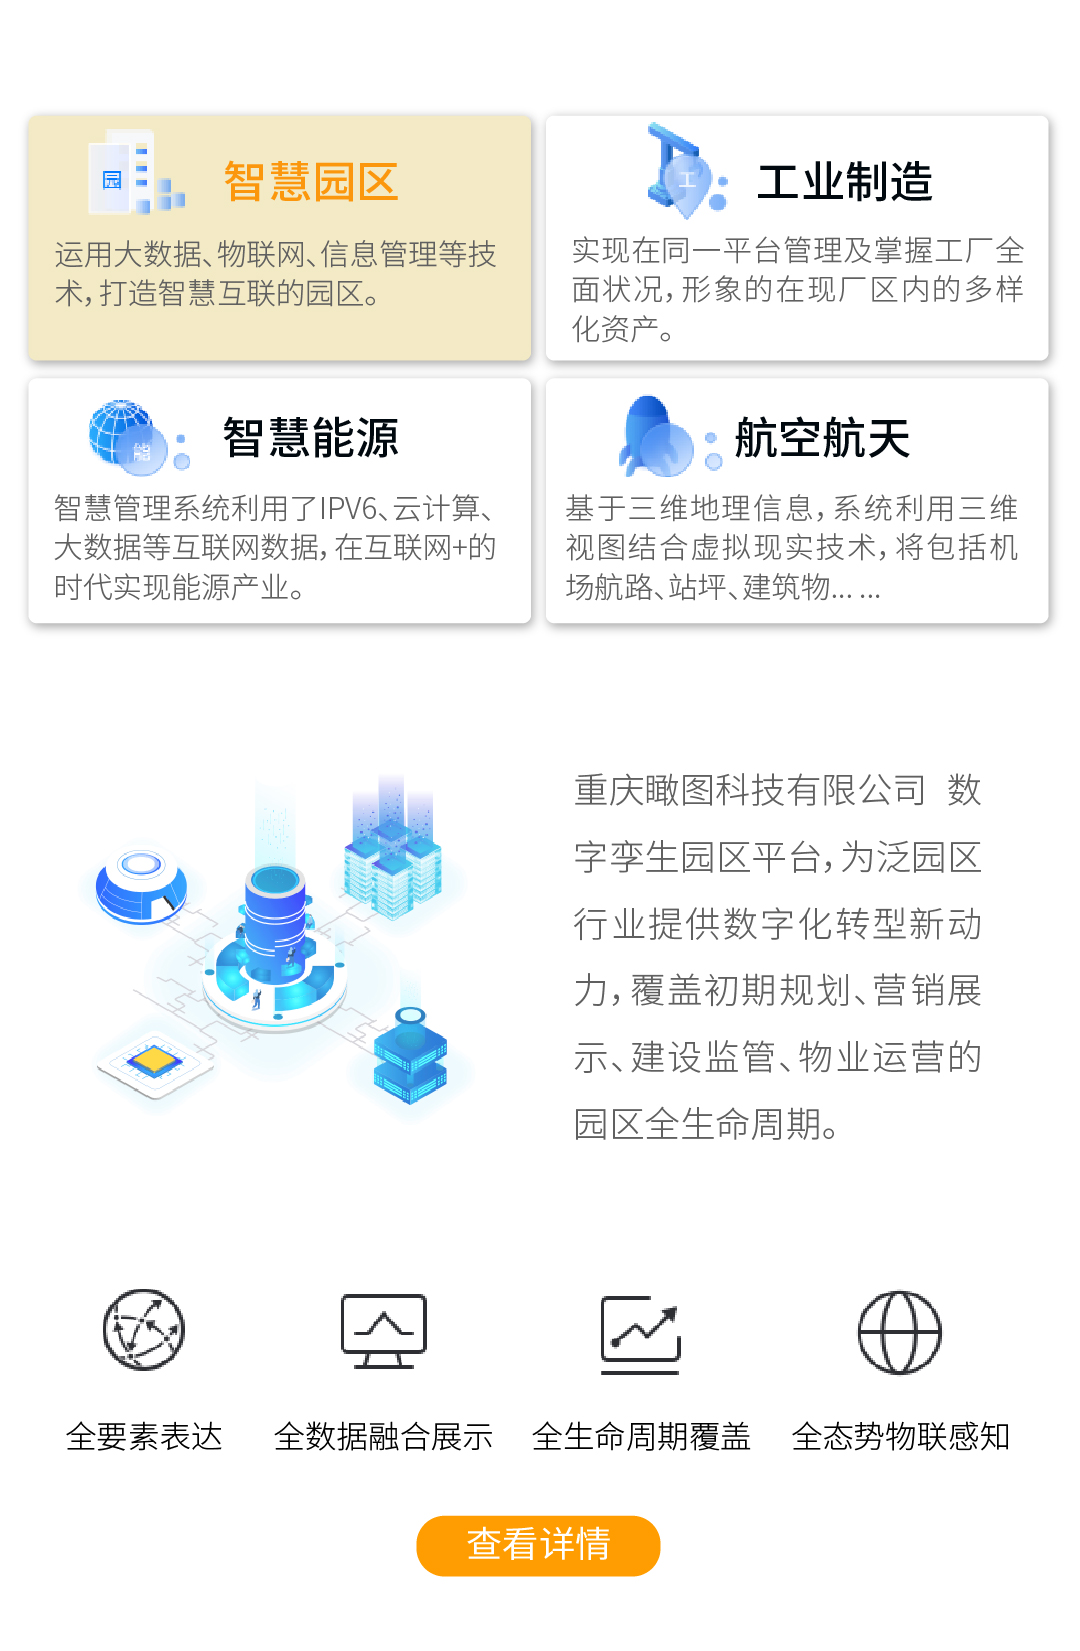 园
智慧园区
运用大数据、物联网、信息管理等技
术，打造智慧互联的园区。
工
工业制造
实现在同一平台管理及掌握工厂全
面状况，形象的在现厂区内的多样
化资产。
能
智慧能源
智慧管理系统利用了IPV6、云计算、
大数据等互联网数据，在互联网+的
时代实现能源产业。
航空航天
基于三维地理信息，系统利用三维
视图结合虚拟现实技术，将包括机
场航路、站坪、建筑物... ...
重庆瞰图科技有限公司 数
字孪生园区平台，为泛园区
行业提供数字化转型新动
力，覆盖初期规划、营销展
示、建设监管、物业运营的
园区全生命周期。
全要素表达
全数据融合展示
全生命周期覆盖
全态势物联感知
查看详情